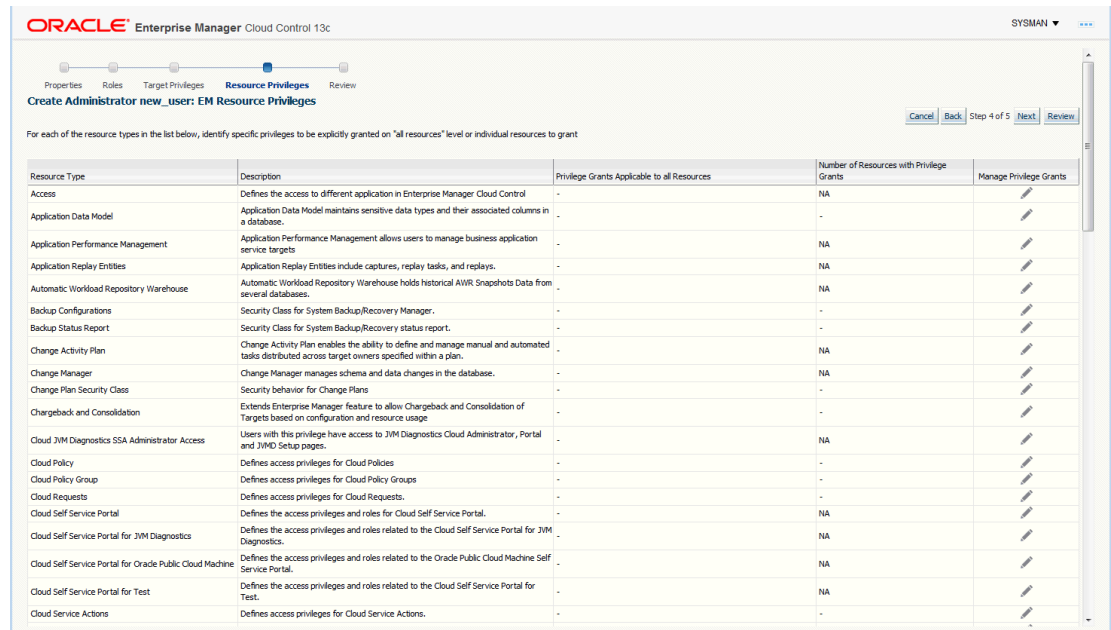 ORACLE Enterprise Manager Cloud Control 13c
SYSMAN ▼
Properties Roles Target Privileges Resource Privileges Review
Create Administrator new_user: EM Resource Privileges
Cancel Back Step 4 of 5 Next Review
For each of the resource types in the list below, identify specific privileges to be explicitly granted on "all resources" level or individual resources to grant
Number of Resources with Privilege
Resource Type Description Privilege Grants Applicable to all Resources Grants Manage Privilege Grants
Access Defines the access to different application in Enterprise Manager Cloud Control - NA
Application Data Model maintains sensitive data types and their associated columns in
Application Data Model - -
a database.
Application Performance Management allows users to manage business application
Application Performance Management - NA
service targets
Application Replay Entities Application Replay Entities include captures, replay tasks, and replays. - NA
Automatic Workload Repository Warehouse holds historical AWR Snapshots Data from
Automatic Workload Repository Warehouse - NA
several databases.
Backup Configurations Security Class for System Backup/Recovery Manager. - -
Backup Status Report Security Class for System Backup/Recovery status report. - -
Change Activity Plan enables the ability to define and manage manual and automated
Change Activity Plan - NA
tasks distributed across target owners specified within a plan.
Change Manager Change Manager manages schema and data changes in the database. - NA
Change Plan Security Class Security behavior for Change Plans - -
Extends Enterprise Manager feature to allow Chargeback and Consolidation of
Chargeback and Consolidation - -
Targets based on configuration and resource usage
Users with this privilege have access to JVM Diagnostics Cloud Administrator, Portal
Cloud JVM Diagnostics SSA Administrator Access - NA
and JVMD Setup pages.
Cloud Policy Defines access privileges for Cloud Policies - -
Cloud Policy Group Defines access privileges for Cloud Policy Groups - -
Cloud Requests Defines access privileges for Cloud Requests. - -
Cloud Self Service Portal Defines the access privileges and roles for Cloud Self Service Portal. - NA
Defines the access privileges and roles related to the Cloud Self Service Portal for JVM
Cloud Self Service Portal for JVM Diagnostics - NA
Diagnostics.
Defines the access privileges and roles related to the Oracle Public Cloud Machine Self
Cloud Self Service Portal for Oracle Public Cloud Machine - NA
Service Portal.
Defines the access privileges and roles related to the Cloud Self Service Portal for
Cloud Self Service Portal for Test - NA
Test.
Cloud Service Actions Defines access privileges for Cloud Service Actions. - -